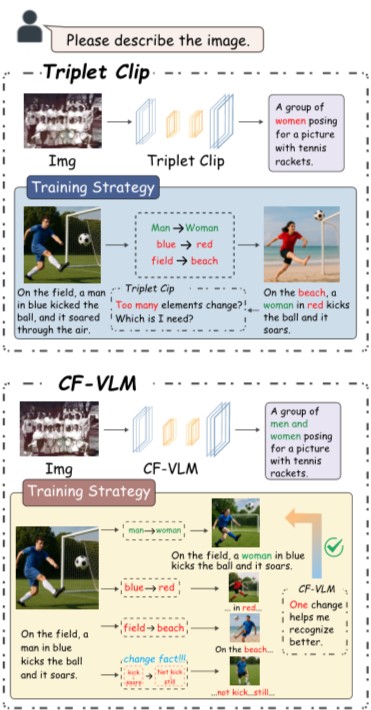 Please describe the image.
Triplet Clip
Img
Triplet Clip
A group of
women posing
for a picture
with tennis
rackets.
Training Strategy
Man → Woman
blue → red
field → beach
On the field, a man
in blue kicked the
ball, and it soared
through the air.
Triplet Cip
Too many elements change?
Which is I need?
On the beach, a
woman in red kicks
the ball and it
soars.
CF-VLM
Img
CF-VLM
A group of
men and
women posing
for a picture
with tennis
rackets.
Training Strategy
man→woman
On the field, a woman in blue
kicks the ball and it soars.
blue→red
... in red...
field→beach
On the beach...
change fact!!!
kick
soars
→
Not kick
still
...not kick...still...
On the field, a
man in blue
kicks the ball
and it soars.
CF-VLM
One change
helps me
recognize
better.